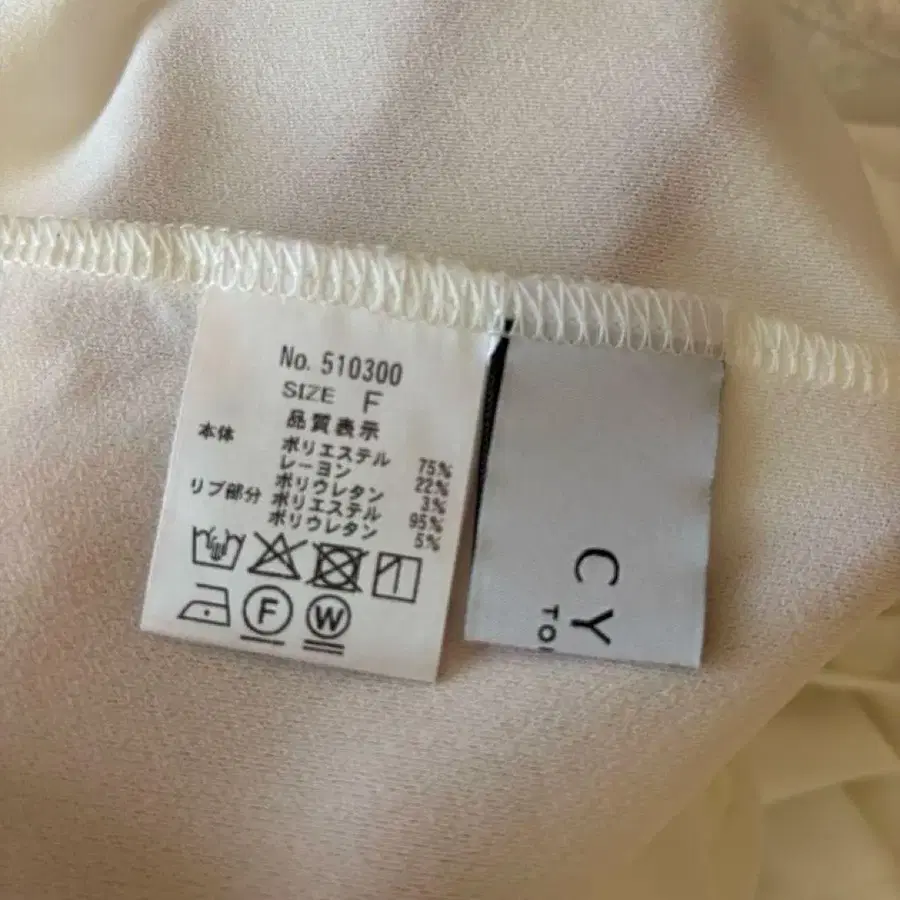 No. 510300
SIZE F
品質表示
本体 ポリエステル 75%
レーヨン 22%
ポリウレタン 3%
リブ部分 ポリエステル 95%
ポリウレタン 5%
F W
CY
TO